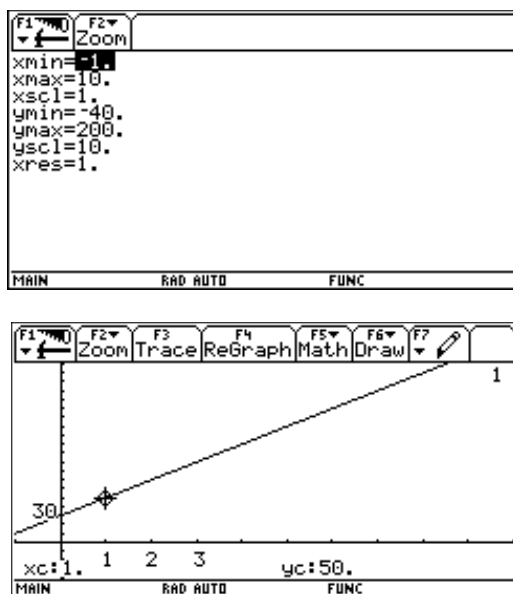 F1 F2
Zoom
xmin=-1.
xmax=10.
xscl=1.
ymin=-40.
ymax=200.
yscl=10.
xres=1.
MAIN RAD AUTO FUNC
F1 F2 F3 F4 F5 F6 F7
Zoom Trace ReGraph Math Draw
1
30
1 2 3
xc:1. yc:50.
MAIN RAD AUTO FUNC